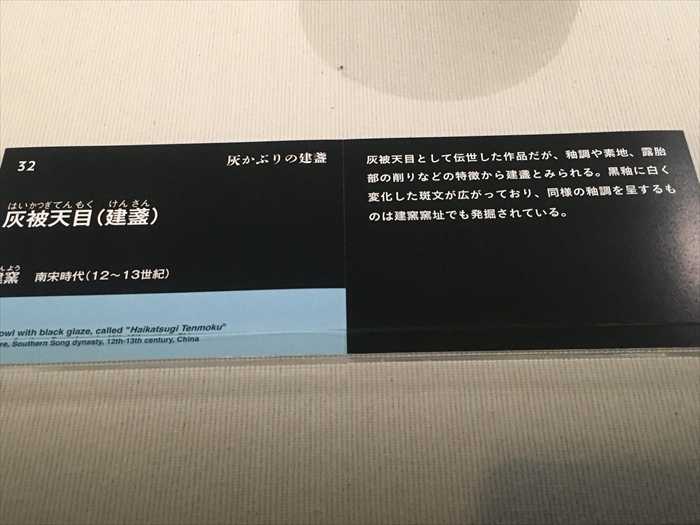 32
灰かぶりの建盞
はいかつぎてんもく けんさん
灰被天目(建盞)
窯 南宋時代(12〜13世紀)
owl with black glaze, called "Haikatsugi Tenmoku"
Southern Song dynasty, 12th-13th century, China
灰被天目として伝世した作品だが、釉調や素地、露胎
部の削りなどの特徴から建盞とみられる。黒釉に白く
変化した斑文が広がっており、同様の釉調を呈するも
のは建窯窯址でも発掘されている。